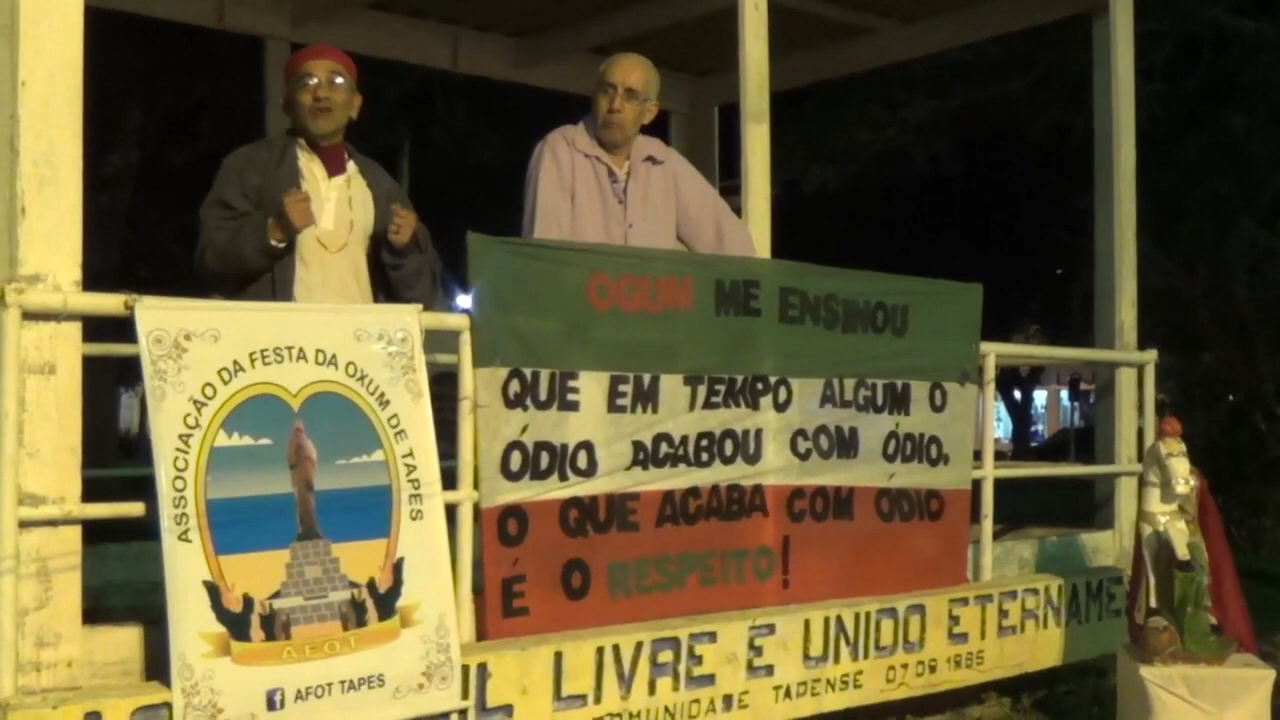 ASSOCIAÇÃO DA FESTA DA OXUM DE TAPES
AFOT
f AFOT TAPES
OGUM ME ENSINOU
QUE EM TEMPO ALGUM O
ÓDIO ACABOU COM ÓDIO.
O QUE ACABA COM ÓDIO
É O RESPEITO!
LIVRE E UNIDO ETERNAME
COMUNIDADE TAPENSE 07 09 1985